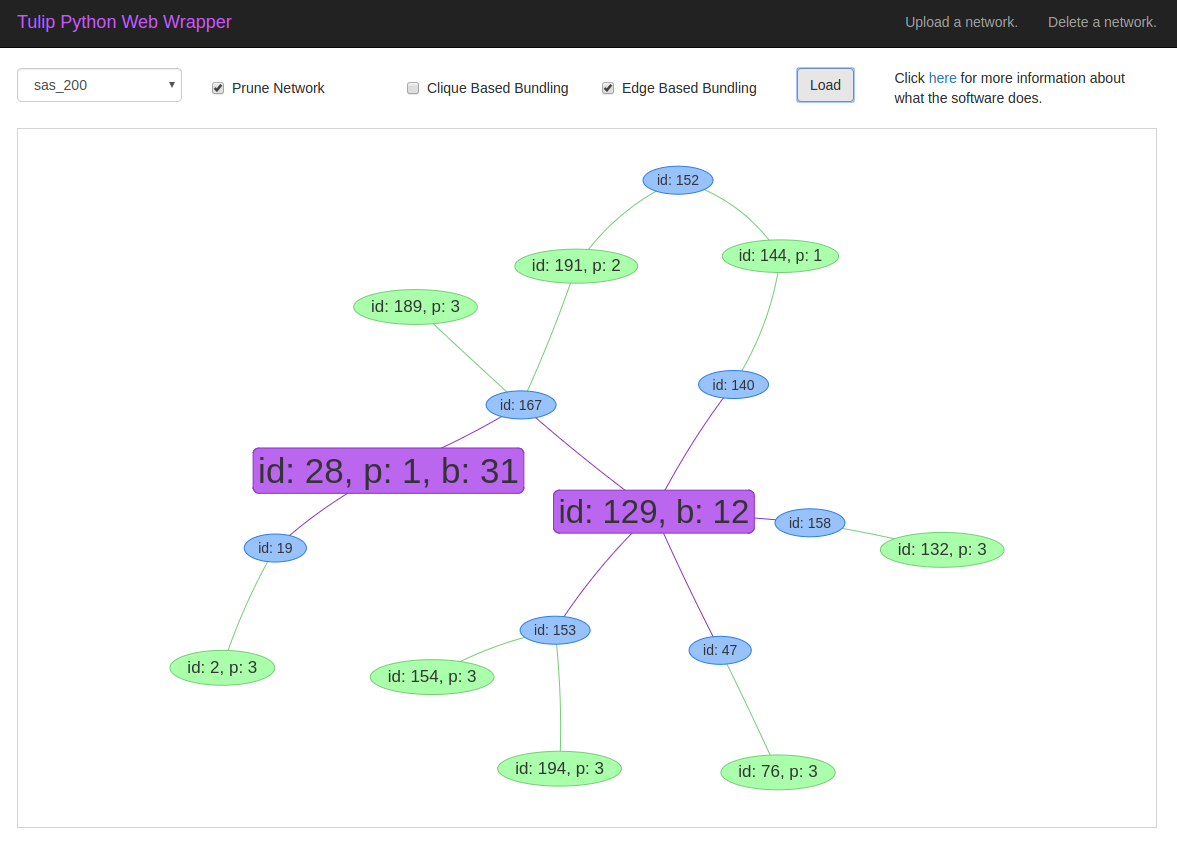 Tulip Python Web Wrapper
Upload a network.
Delete a network.
sas_200
Prune Network
Clique Based Bundling
Edge Based Bundling
Load
Click here for more information about
what the software does.
id: 152
id: 144, p: 1
id: 191, p: 2
id: 189, p: 3
id: 140
id: 167
id: 28, p: 1, b: 31
id: 129, b: 12
id: 158
id: 19
id: 132, p: 3
id: 153
id: 47
id: 2, p: 3
id: 154, p: 3
id: 194, p: 3
id: 76, p: 3